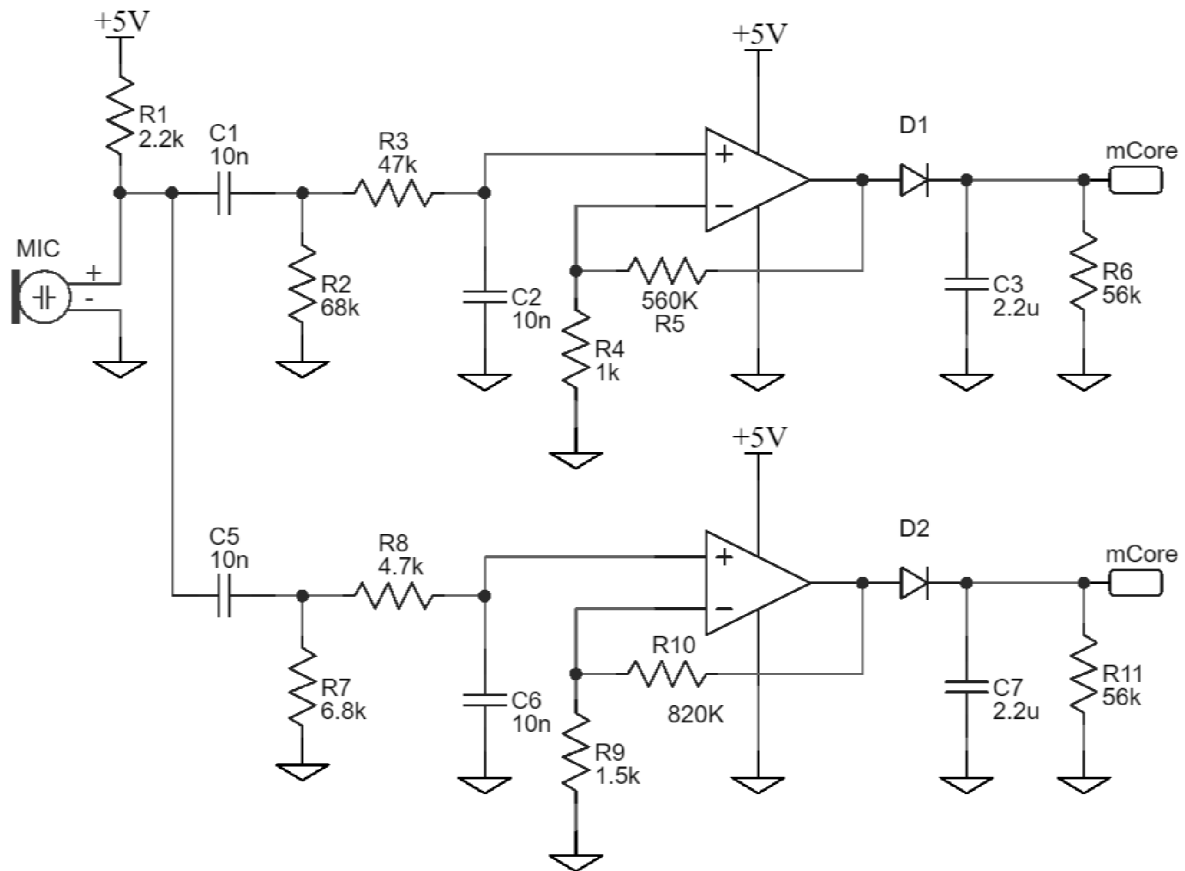 +5V
R1
2.2k
C1
10n
R3
47k
+5V
D1
mCore
MIC
+
-
R2
68k
C2
10n
+
−
560K
R5
R4
1k
C3
2.2u
R6
56k
C5
10n
R8
4.7k
+5V
D2
mCore
R7
6.8k
C6
10n
+
−
R10
820K
R9
1.5k
C7
2.2u
R11
56k